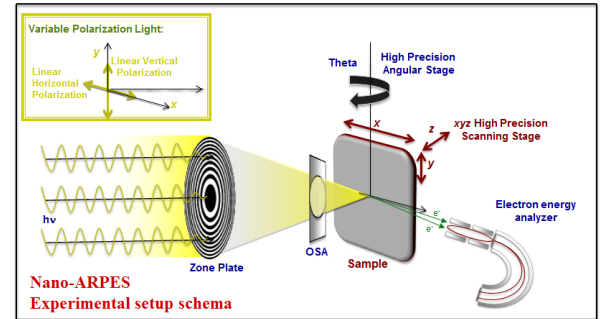 Variable Polarization Light:
y
Linear Vertical
Polarization
Linear
Horizontal
Polarization
x
Theta
High Precision
Angular Stage
x
z
xyz High Precision
Scanning Stage
y
hν
Zone Plate
OSA
Sample
e-
e-
Electron energy
analyzer
Nano-ARPES
Experimental setup schema